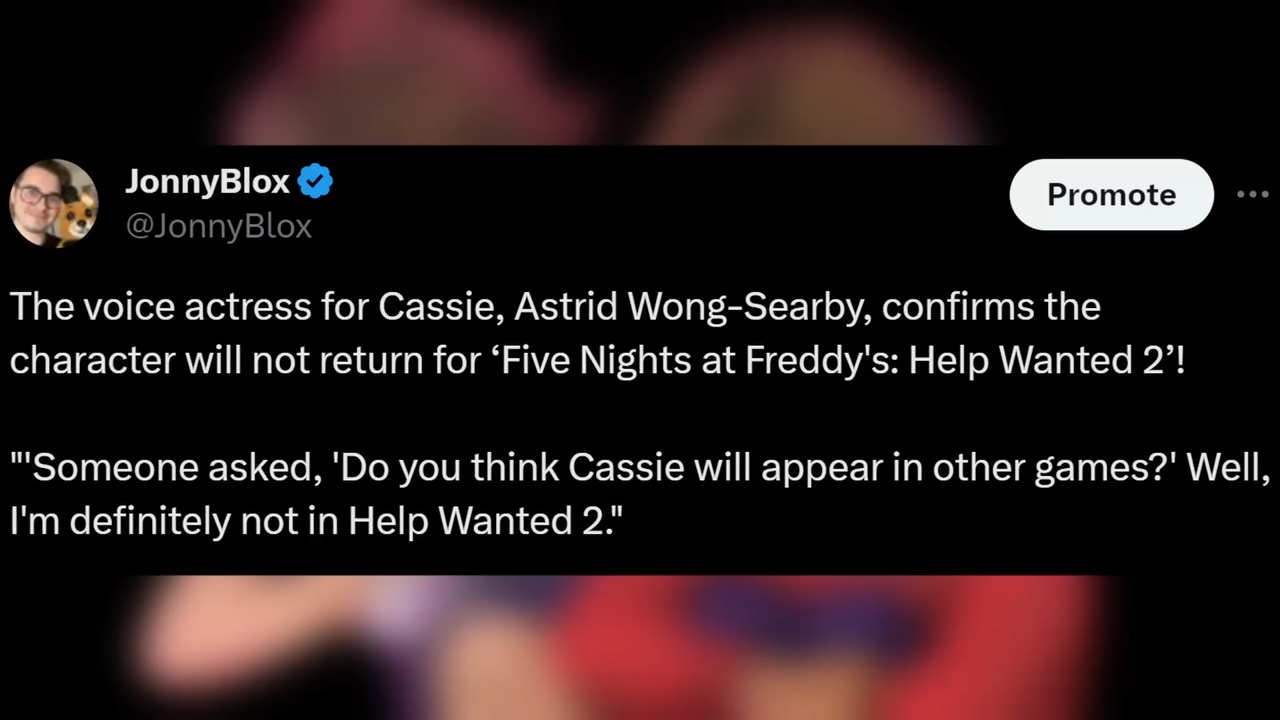 JonnyBlox
@JonnyBlox
Promote
The voice actress for Cassie, Astrid Wong-Searby, confirms the
character will not return for ‘Five Nights at Freddy's: Help Wanted 2’!
"'Someone asked, 'Do you think Cassie will appear in other games?' Well,
I'm definitely not in Help Wanted 2."